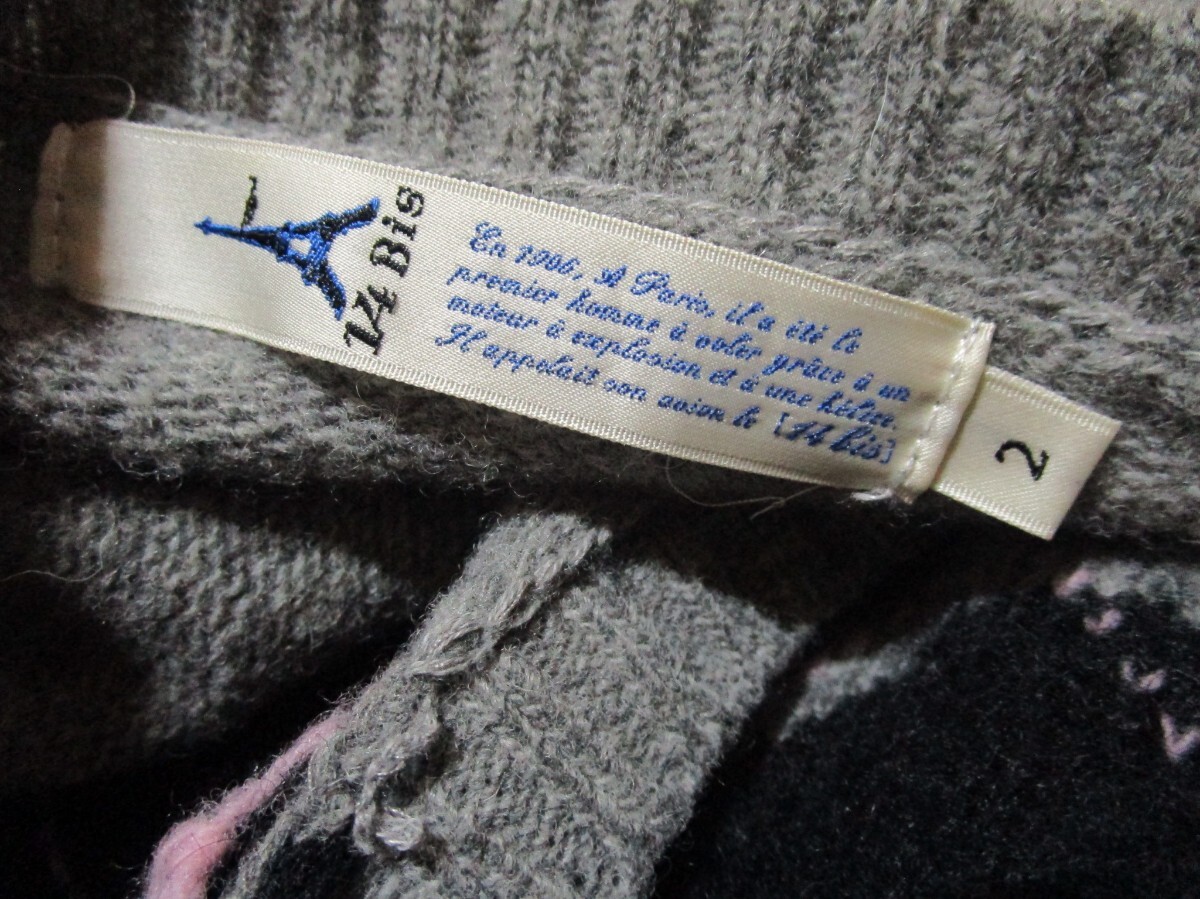 14 Bis
En 1906, A Paris, il a été le
premier homme à voler grâce à un
moteur à explosion et à une hélice.
Il appelait son avion le [14 Bis]
2